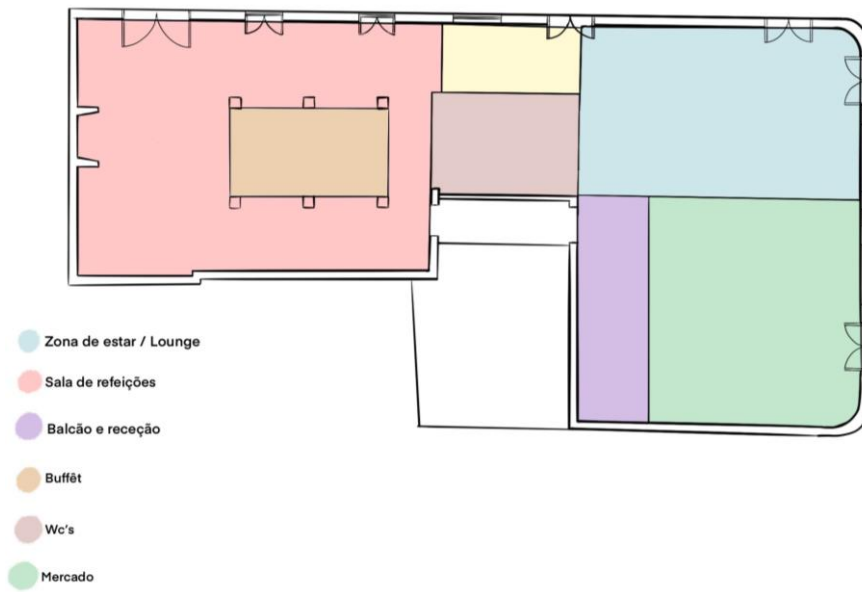 Zona de estar / Lounge
Sala de refeições
Balcão e receção
Buffêt
Wc's
Mercado